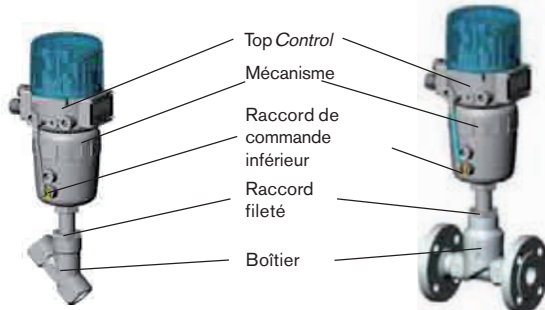 Top Control
Mécanisme
Raccord de
commande
inférieur
Raccord
fileté
Boîtier